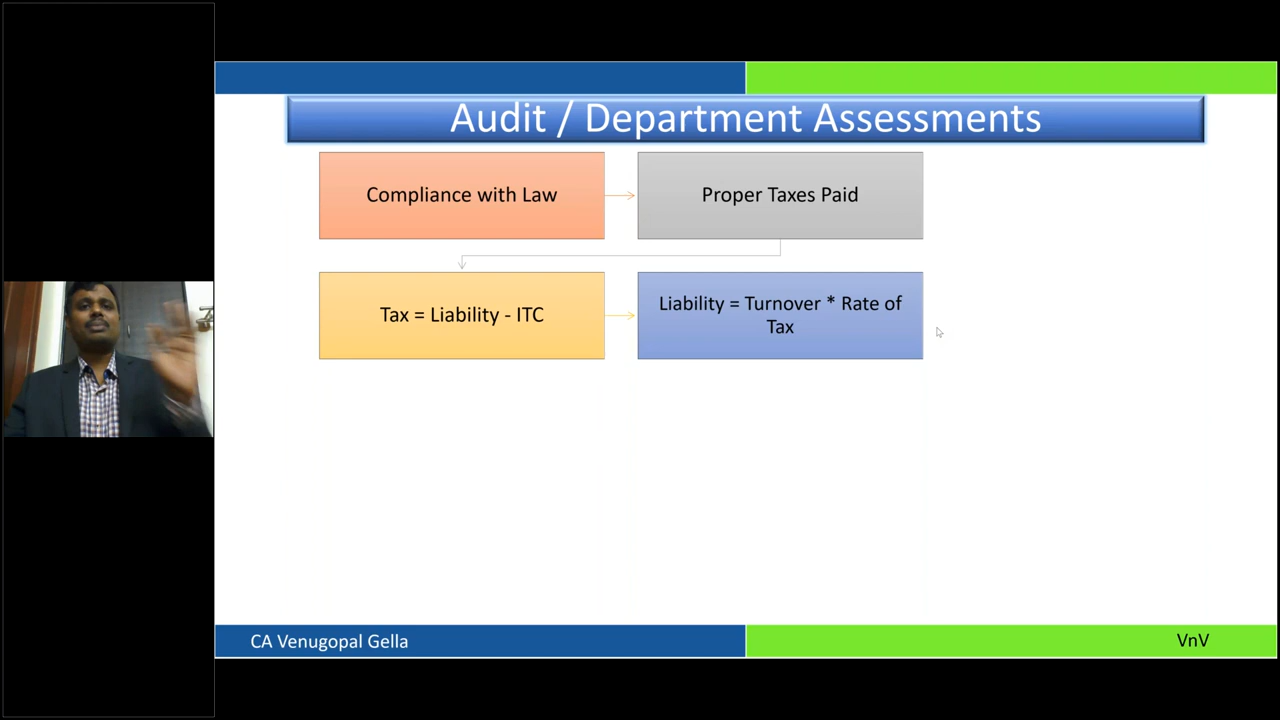 Audit / Department Assessments
Compliance with Law
Proper Taxes Paid
Tax = Liability - ITC
Liability = Turnover * Rate of
Tax
CA Venugopal Gella
VnV